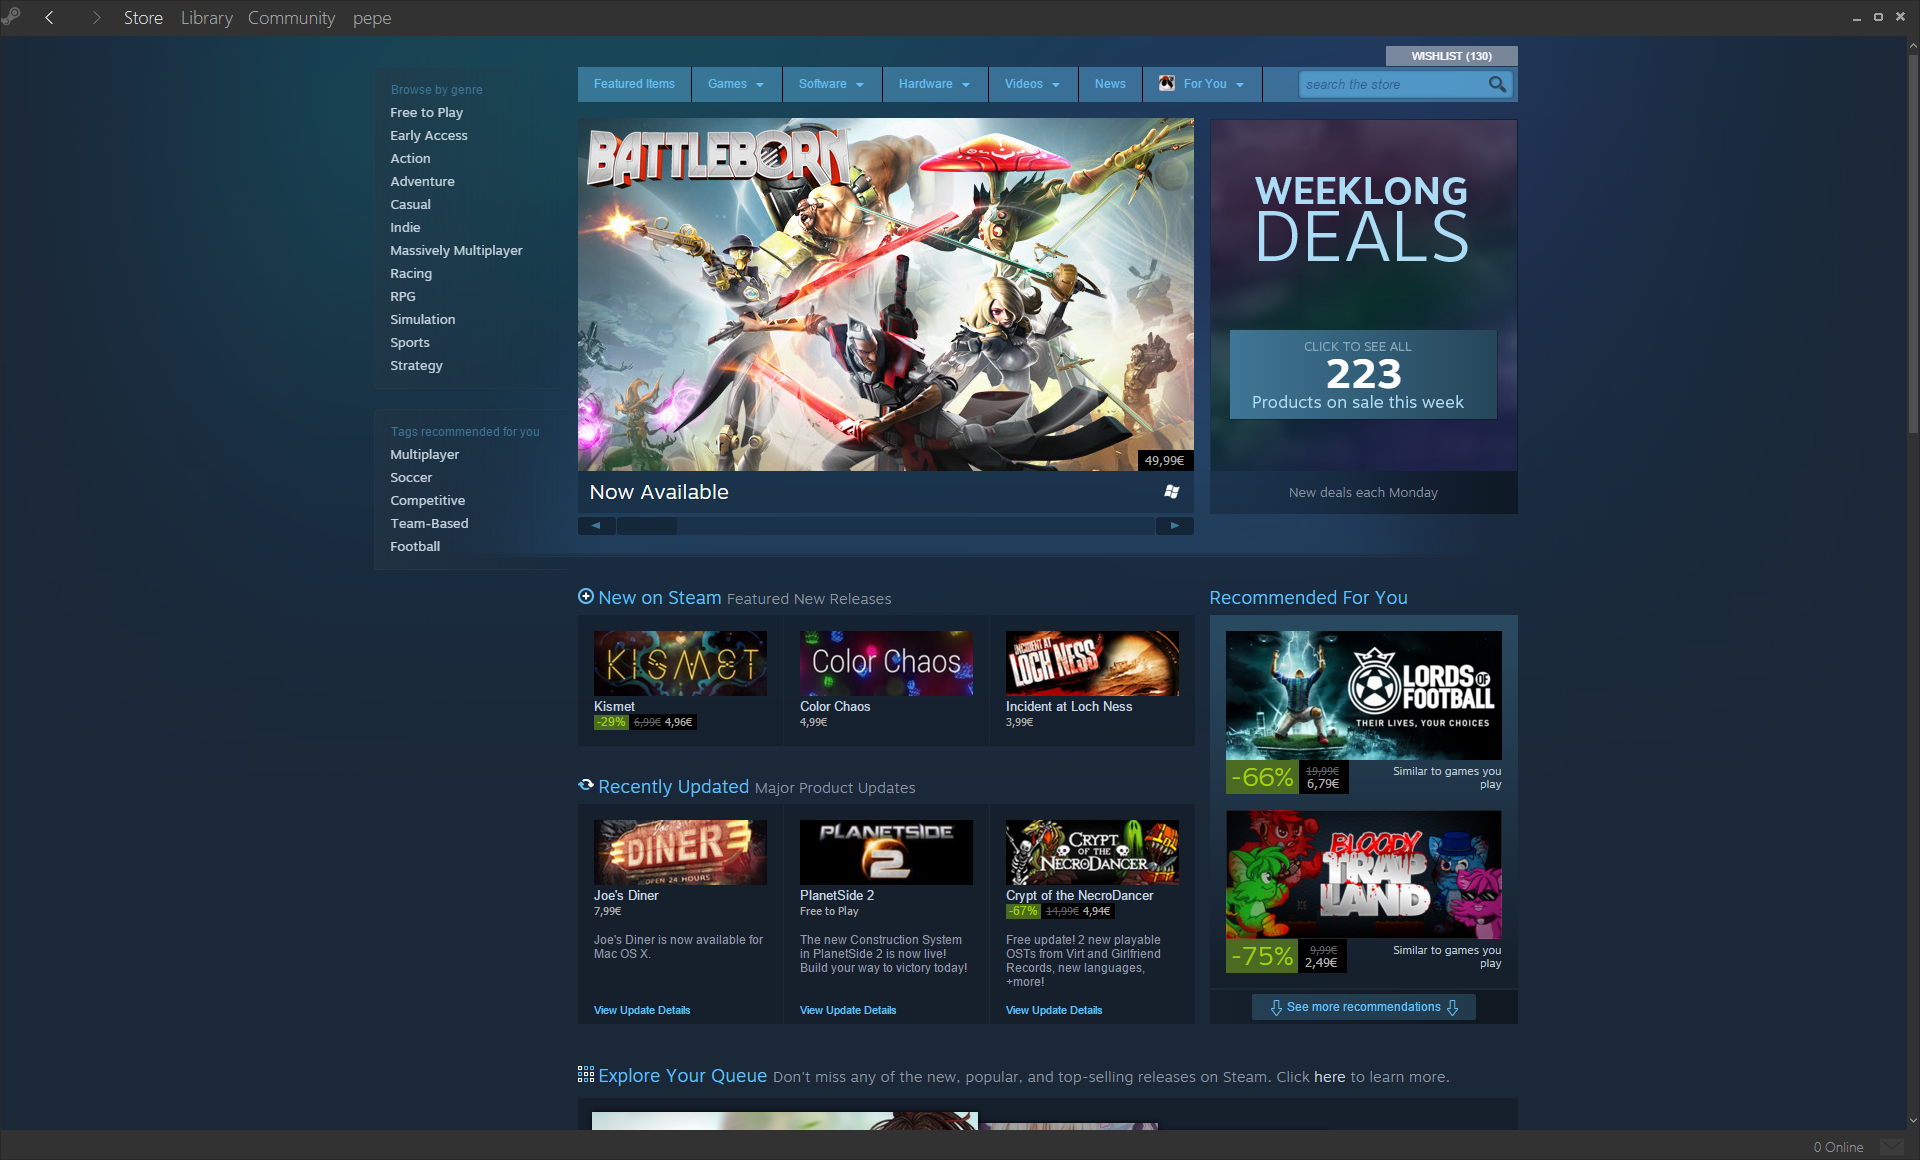 Store Library Community pepe
WISHLIST (130)
Featured Items Games Software Hardware Videos News For You search the store
Browse by genre
Free to Play
Early Access
Action
Adventure
Casual
Indie
Massively Multiplayer
Racing
RPG
Simulation
Sports
Strategy
Tags recommended for you
Multiplayer
Soccer
Competitive
Team-Based
Football
BATTLEBORN
49,99€
Now Available
WEEKLONG
DEALS
CLICK TO SEE ALL
223
Products on sale this week
New deals each Monday
New on Steam Featured New Releases
KISMET
Kismet
-29% 6,99€ 4,96€
Color Chaos
Color Chaos
4,99€
INCIDENT AT
LOCH NESS
Incident at Loch Ness
3,99€
Recently Updated Major Product Updates
Joe's
DINER
OPEN 24 HOURS
Joe's Diner
7,99€
Joe's Diner is now available for
Mac OS X.
View Update Details
PLANETSIDE
2
PlanetSide 2
Free to Play
The new Construction System
in PlanetSide 2 is now live!
Build your way to victory today!
View Update Details
CRYPT
OF THE
NECRODANCER
Crypt of the NecroDancer
-67% 14,99€ 4,94€
Free update! 2 new playable
OSTs from Virt and Girlfriend
Records, new languages,
+more!
View Update Details
Recommended For You
LORDS OF
FOOTBALL
THEIR LIVES, YOUR CHOICES
-66% 19,99€
6,79€
Similar to games you
play
BLOODY
TRAP
LAND
-75% 9,99€
2,49€
Similar to games you
play
See more recommendations
Explore Your Queue Don't miss any of the new, popular, and top-selling releases on Steam. Click here to learn more.
0 Online